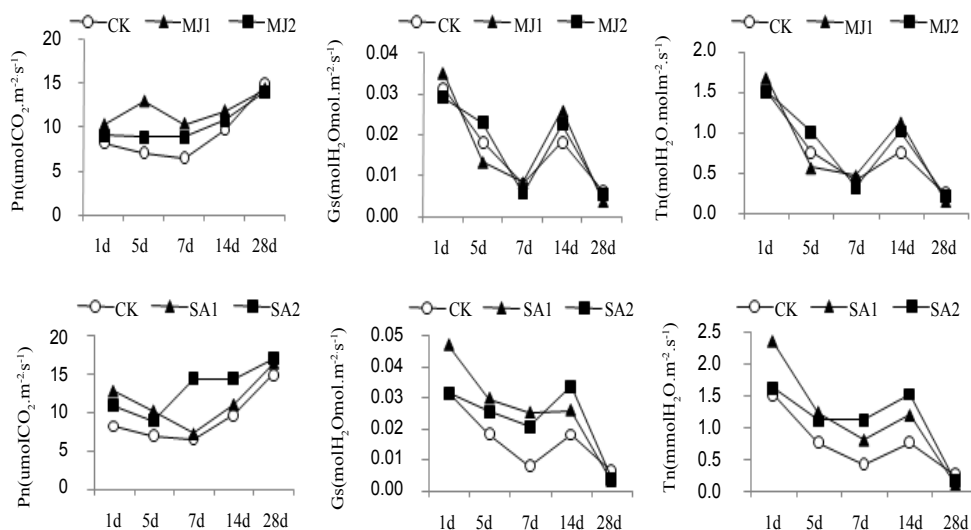 CK MJ1 MJ2
Pn(umolCO2.m-2.s-1)
20
15
10
5
0
1d 5d 7d 14d 28d
CK MJ1 MJ2
Gs(molH2Omol.m-2.s-1)
0.04
0.03
0.02
0.01
0.00
1d 5d 7d 14d 28d
CK MJ1 MJ2
Tn(molH2O.molm-2.s-1)
2.0
1.5
1.0
0.5
0.0
1d 5d 7d 14d 28d
CK SA1 SA2
Pn(umolCO2.m-2.s-1)
20
15
10
5
0
1d 5d 7d 14d 28d
CK SA1 SA2
Gs(molH2Omol.m-2.s-1)
0.05
0.04
0.03
0.02
0.01
0.00
1d 5d 7d 14d 28d
CK SA1 SA2
Tn(mmolH2O.m-2.s-1)
2.5
2.0
1.5
1.0
0.5
0.0
1d 5d 7d 14d 28d